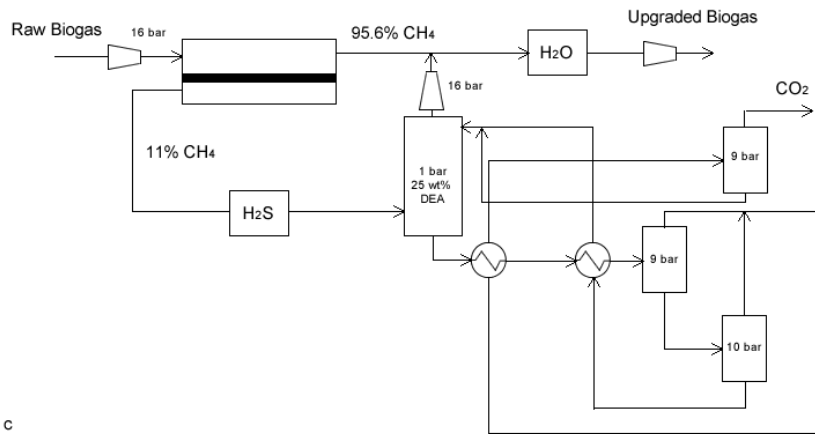 Raw Biogas
16 bar
95.6% CH₄
H₂O
Upgraded Biogas
16 bar
CO₂
11% CH₄
1 bar
25 wt%
DEA
9 bar
H₂S
9 bar
10 bar
c